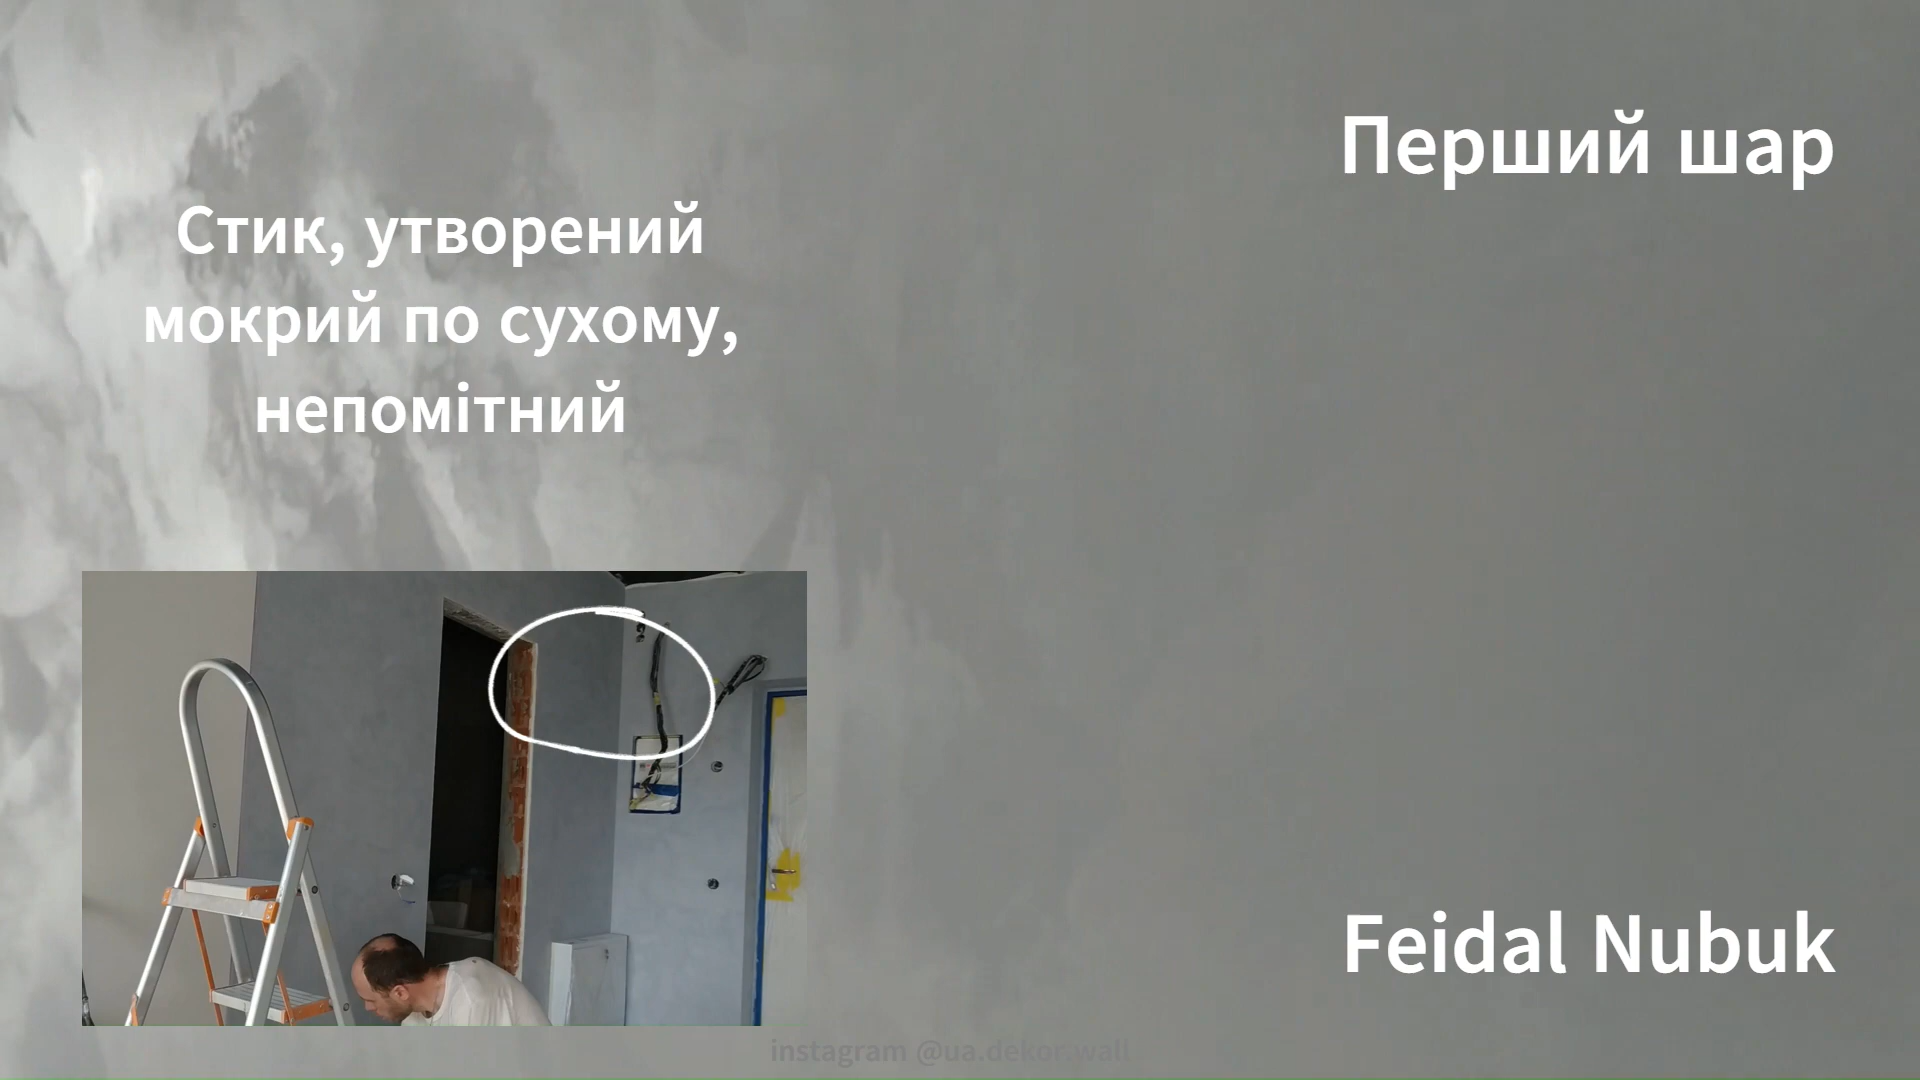 Перший шар
Стик, утворений
мокрий по сухому,
непомітний
Feidal Nubuk
instagram @ua.dekor.wall